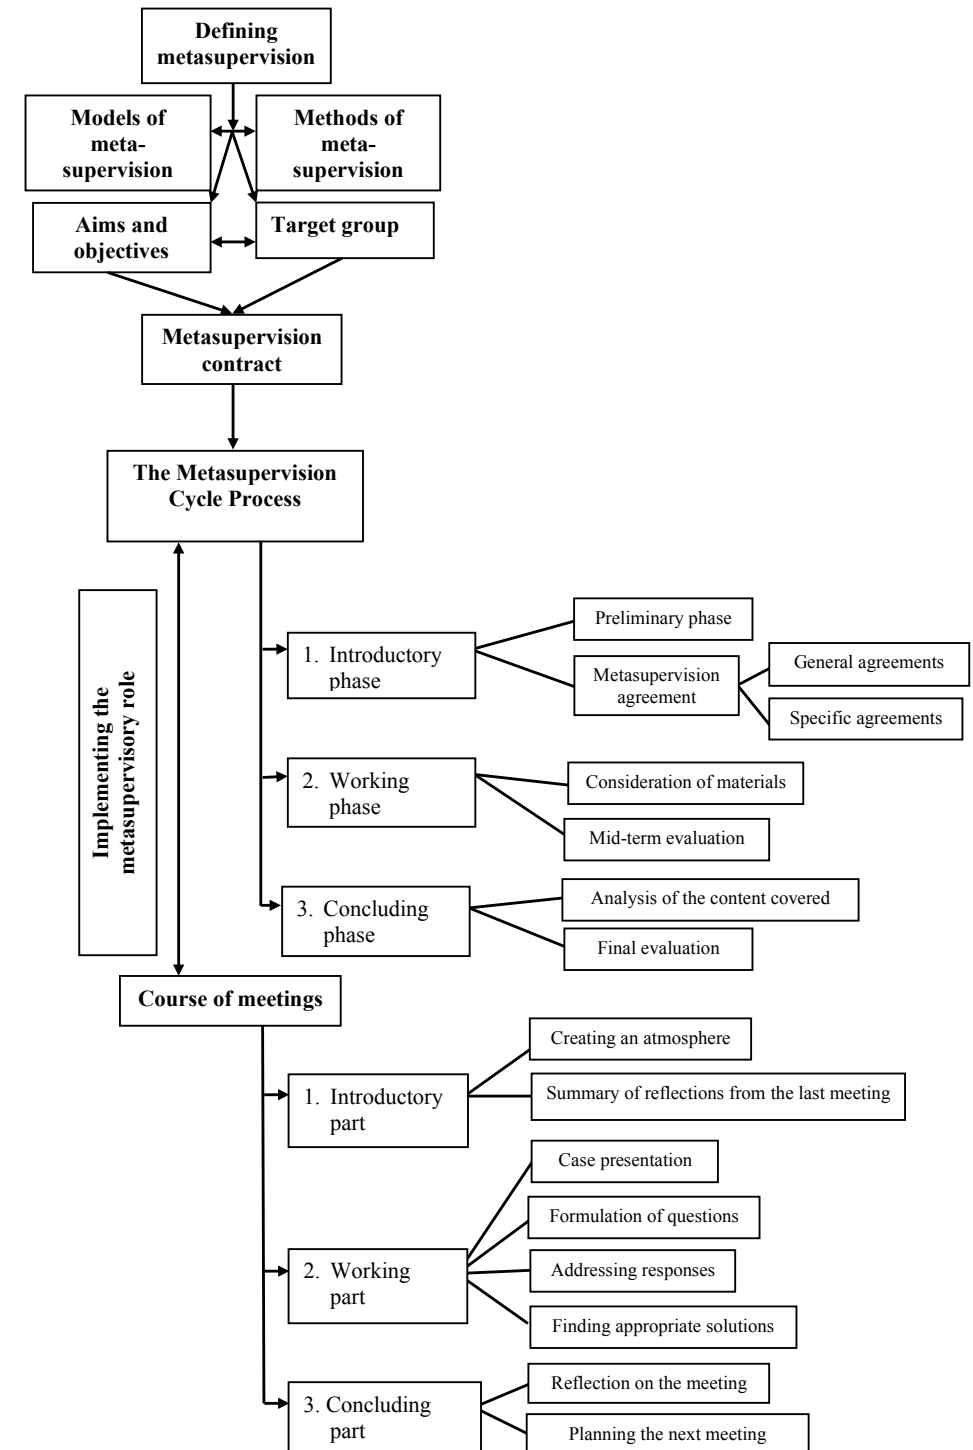 Defining
metasupervision
Models of
meta-
supervision
Methods of
meta-
supervision
Aims and
objectives
Target group
Metasupervision
contract
The Metasupervision
Cycle Process
Implementing the
metasupervisory role
1. Introductory
phase
Preliminary phase
Metasupervision
agreement
General agreements
Specific agreements
2. Working
phase
Consideration of materials
Mid-term evaluation
3. Concluding
phase
Analysis of the content covered
Final evaluation
Course of meetings
1. Introductory
part
Creating an atmosphere
Summary of reflections from the last meeting
2. Working
part
Case presentation
Formulation of questions
Addressing responses
Finding appropriate solutions
3. Concluding
part
Reflection on the meeting
Planning the next meeting